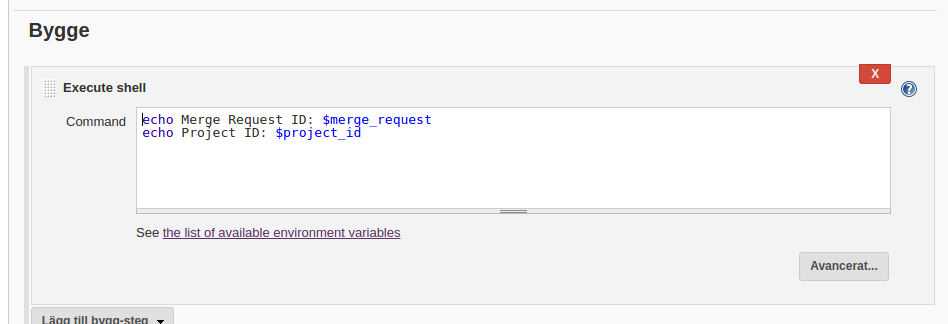 Bygge
X
Execute shell
Command
echo Merge Request ID: $merge_request
echo Project ID: $project_id
See the list of available environment variables
Avancerat...
Lägg till bygg-steg